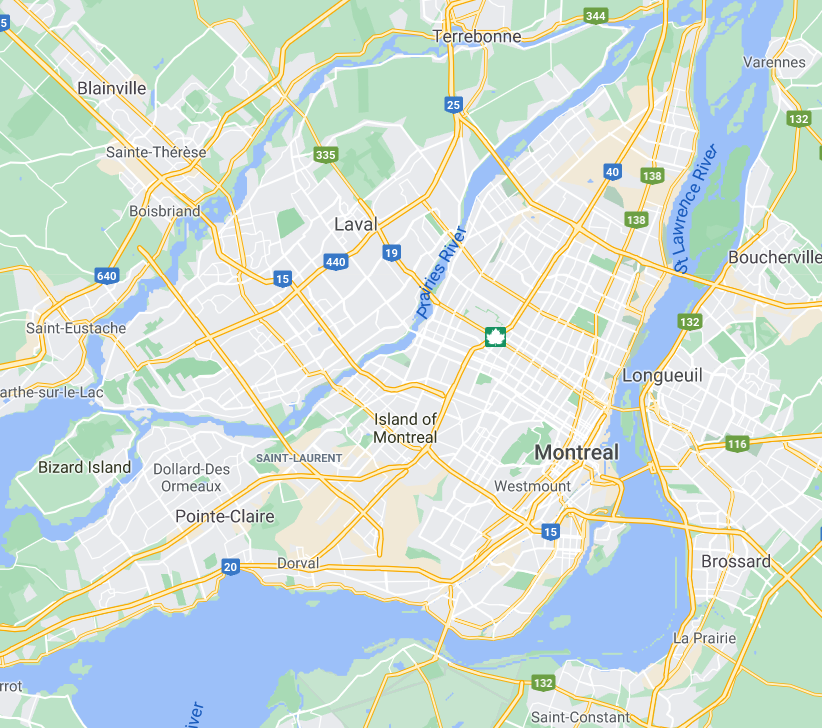 344
5
Terrebonne
Varennes
Blainville
25
132
Sainte-Thérèse
335
40
138
Boisbriand
138
Laval
St Lawrence River
Prairies River
19
440
Boucherville
640
15
132
Saint-Eustache
Longueuil
arthe-sur-le-Lac
Island of
Montreal
116
Montreal
SAINT-LAURENT
Bizard Island
Dollard-Des
Ormeaux
Westmount
Pointe-Claire
15
Dorval
20
Brossard
La Prairie
132
rrot
iver
Saint-Constant